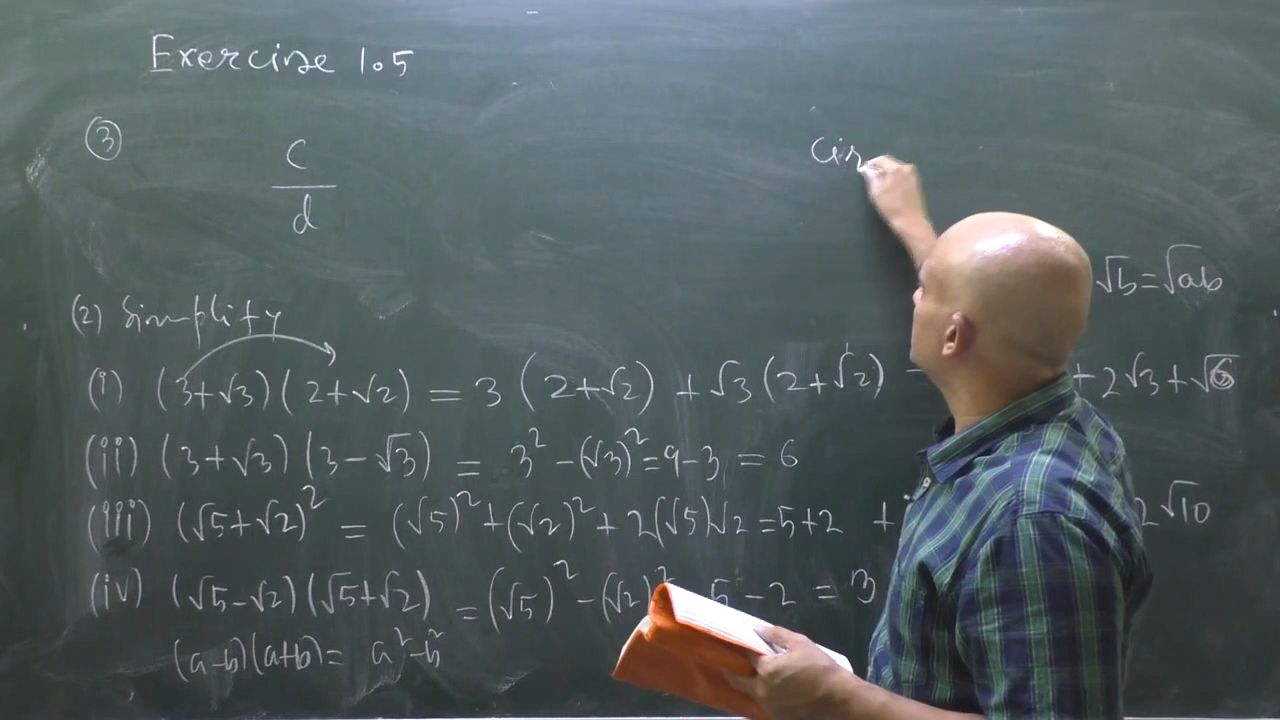 Exercise 1.5
③ C/d
Cir
√b = √ab
(2) Simplify
(i) (3+√3)(2+√2) = 3(2+√2) + √3(2+√2) + 2√3 + √6
(ii) (3+√3)(3-√3) = 3² - (√3)² = 9-3 = 6
(iii) (√5+√2)² = (√5)² + (√2)² + 2(√5)√2 = 5+2 + 2√10
(iv) (√5-√2)(√5+√2) = (√5)² - (√2)² 5-2 = 3
(a-b)(a+b) = a²-b²